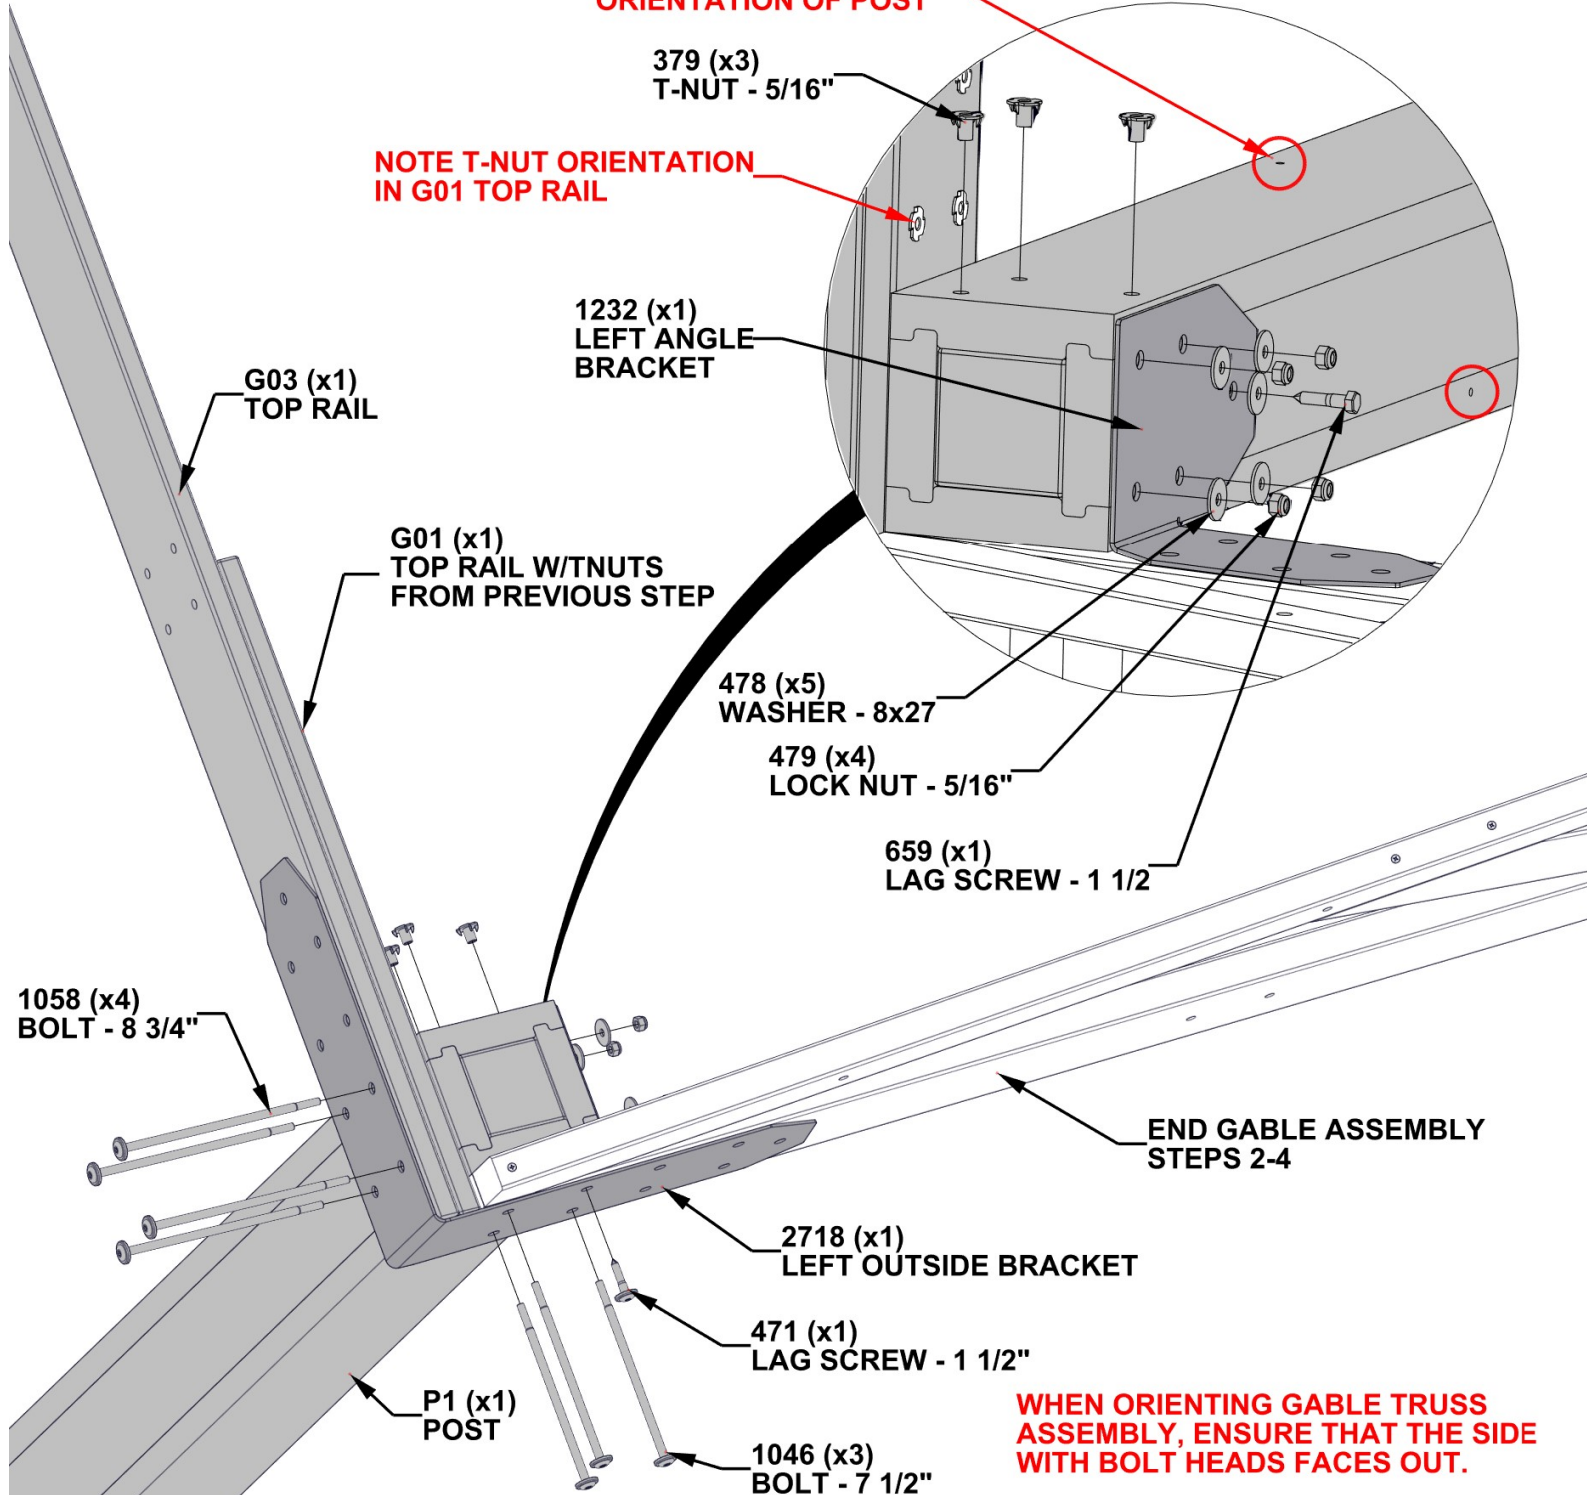 ORIENTATION OF POST
379 (x3)
T-NUT - 5/16"
NOTE T-NUT ORIENTATION
IN G01 TOP RAIL
1232 (x1)
LEFT ANGLE
BRACKET
G03 (x1)
TOP RAIL
G01 (x1)
TOP RAIL W/TNUTS
FROM PREVIOUS STEP
478 (x5)
WASHER - 8x27
479 (x4)
LOCK NUT - 5/16"
659 (x1)
LAG SCREW - 1 1/2
1058 (x4)
BOLT - 8 3/4"
END GABLE ASSEMBLY
STEPS 2-4
2718 (x1)
LEFT OUTSIDE BRACKET
471 (x1)
LAG SCREW - 1 1/2"
P1 (x1)
POST
1046 (x3)
BOLT - 7 1/2"
WHEN ORIENTING GABLE TRUSS
ASSEMBLY, ENSURE THAT THE SIDE
WITH BOLT HEADS FACES OUT.